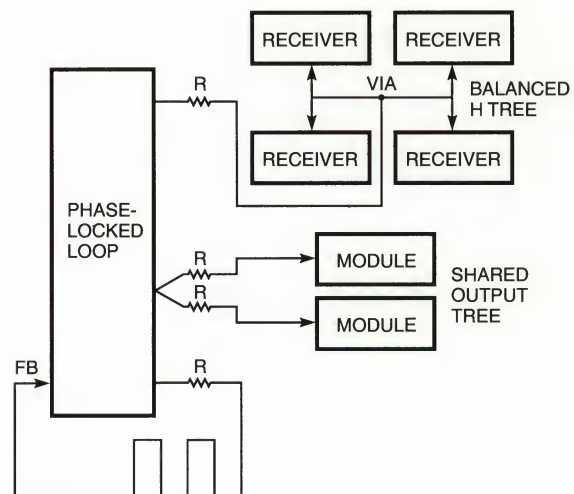 RECEIVER
RECEIVER
R
VIA
BALANCED
H TREE
RECEIVER
RECEIVER
PHASE-
LOCKED
LOOP
R
MODULE
R
MODULE
SHARED
OUTPUT
TREE
FB
R